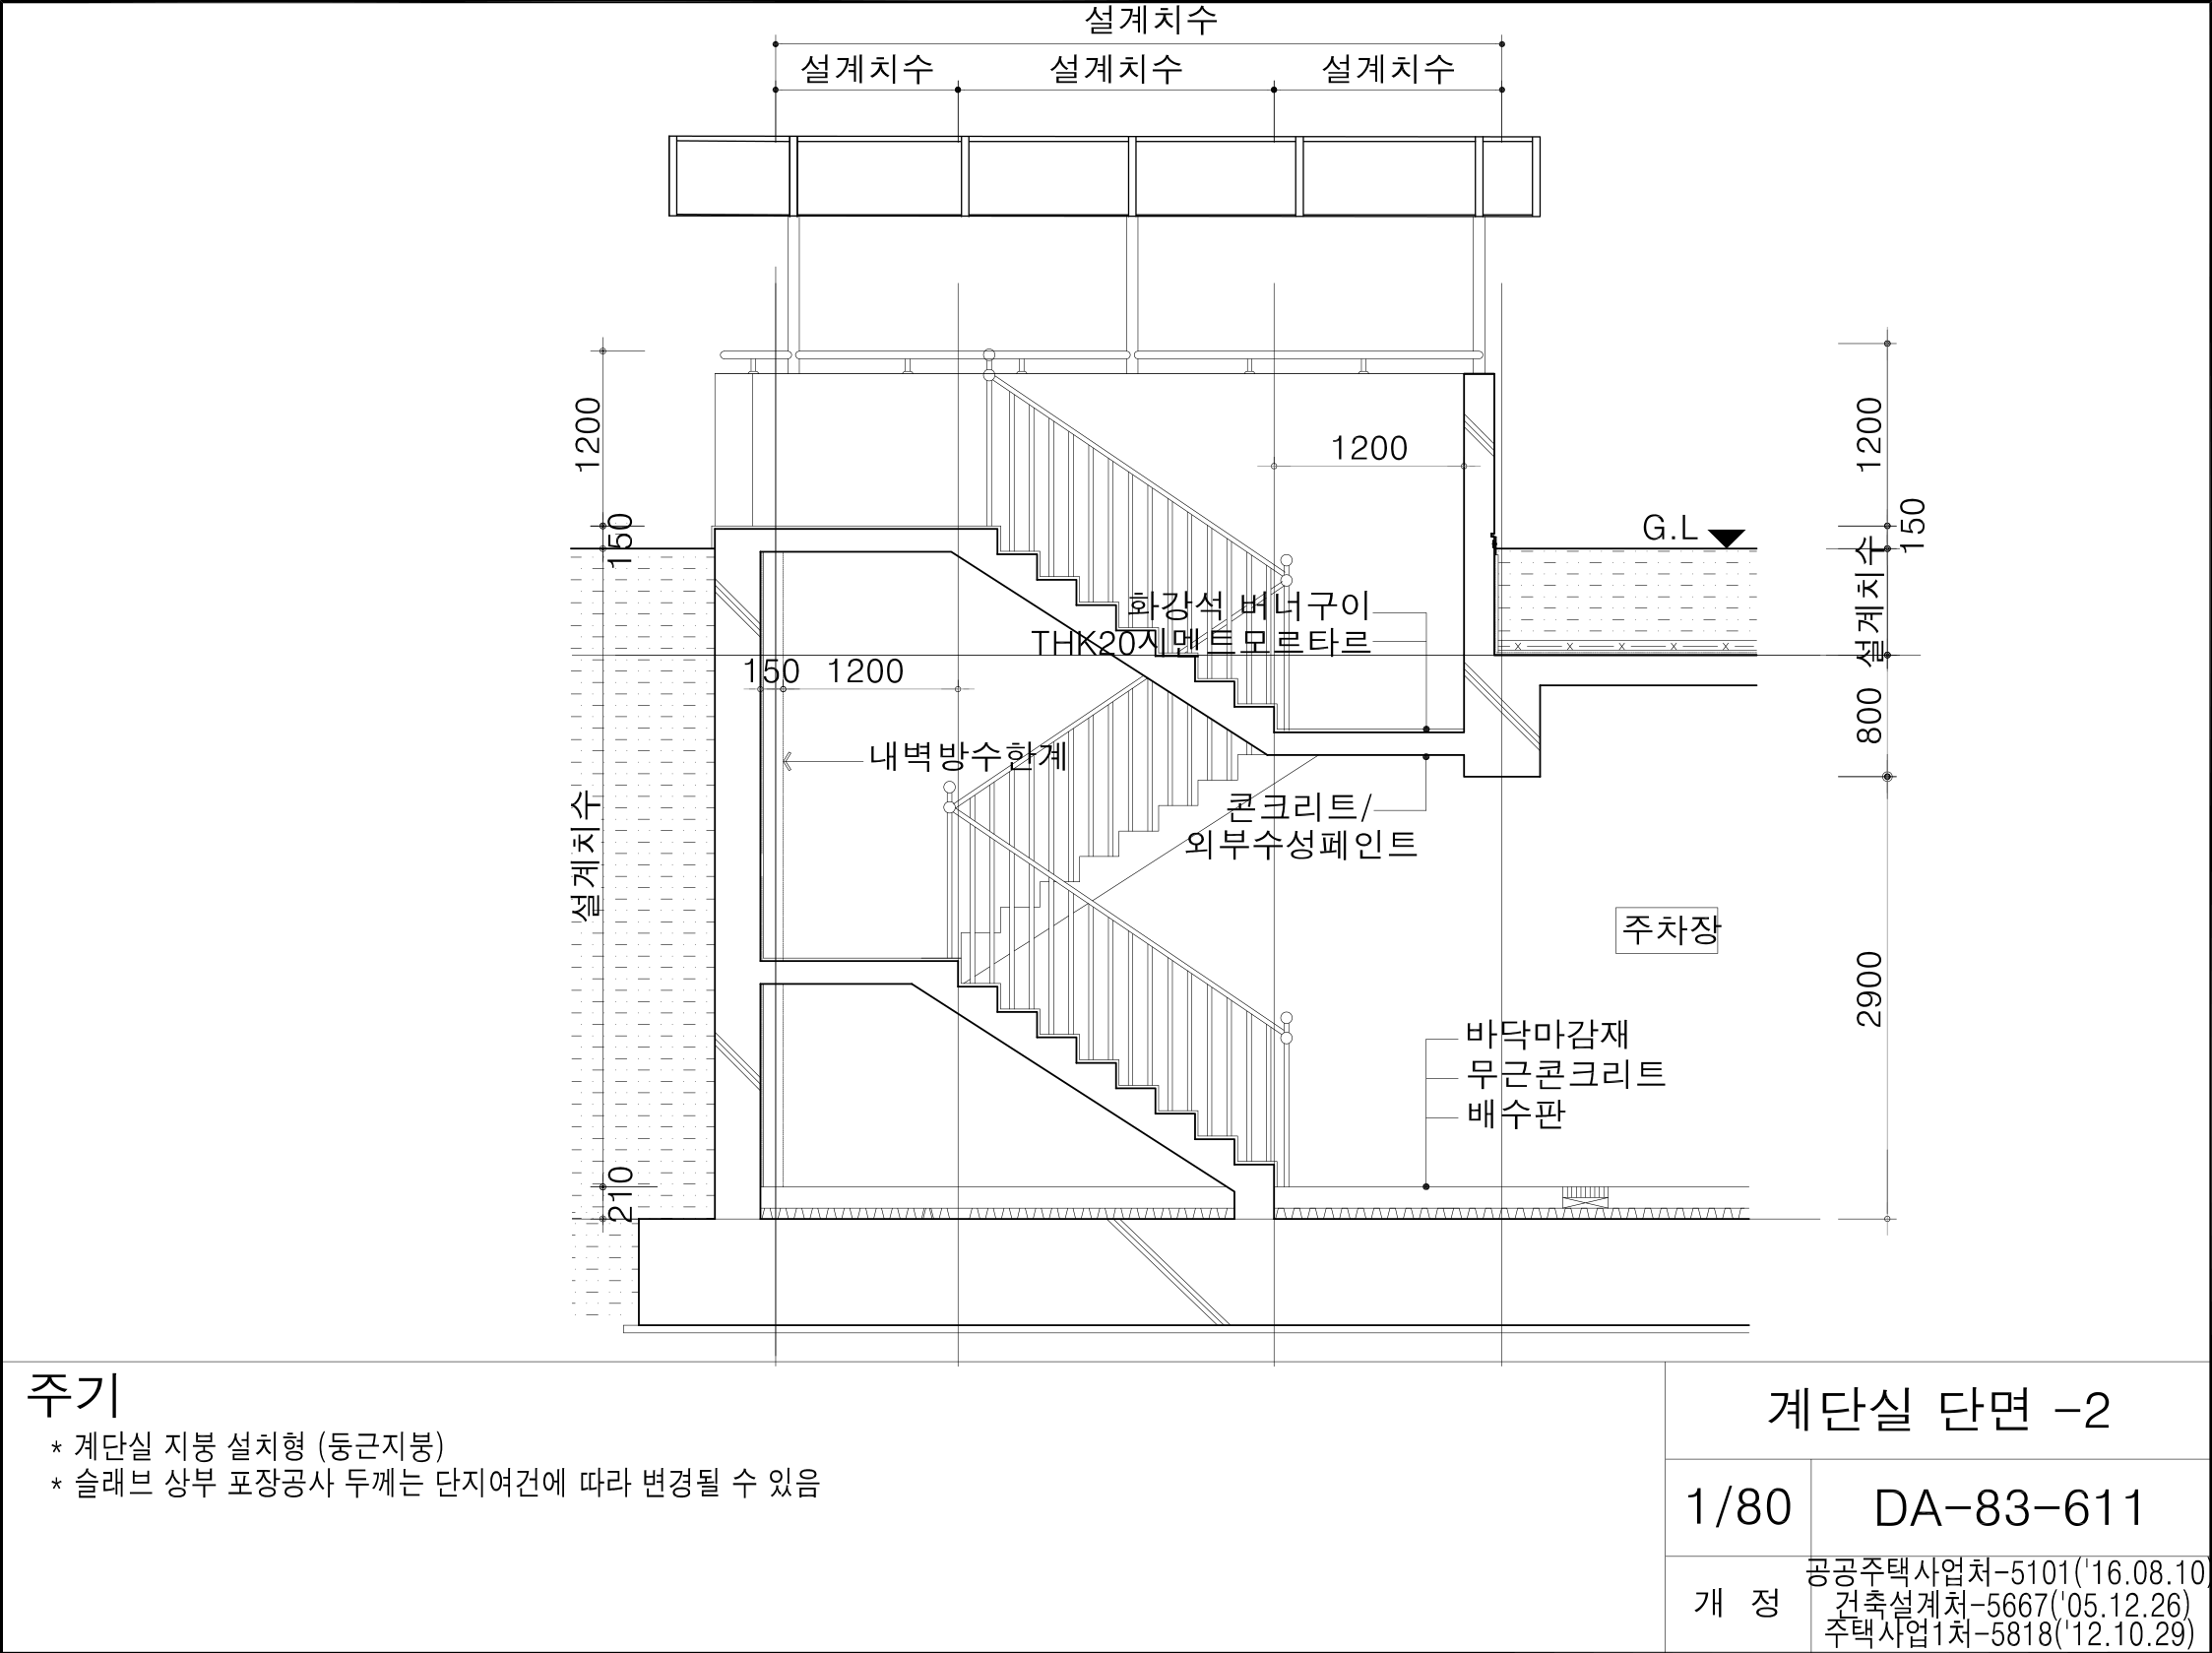 설계치수
설계치수 설계치수 설계치수
1200
1200
1200
150
150
G.L
설계치수
화강석 버너구이
THK20시멘트모르타르
150 1200
800
내벽방수한계
콘크리트/
외부수성페인트
설계치수
주차장
2900
바닥마감재
무근콘크리트
배수판
210
주기
* 계단실 지붕 설치형 (둥근지붕)
* 슬래브 상부 포장공사 두께는 단지여건에 따라 변경될 수 있음
계단실 단면 -2
1/80 DA-83-611
개 정
공공주택사업처-5101('16.08.10)
건축설계처-5667('05.12.26)
주택사업1처-5818('12.10.29)